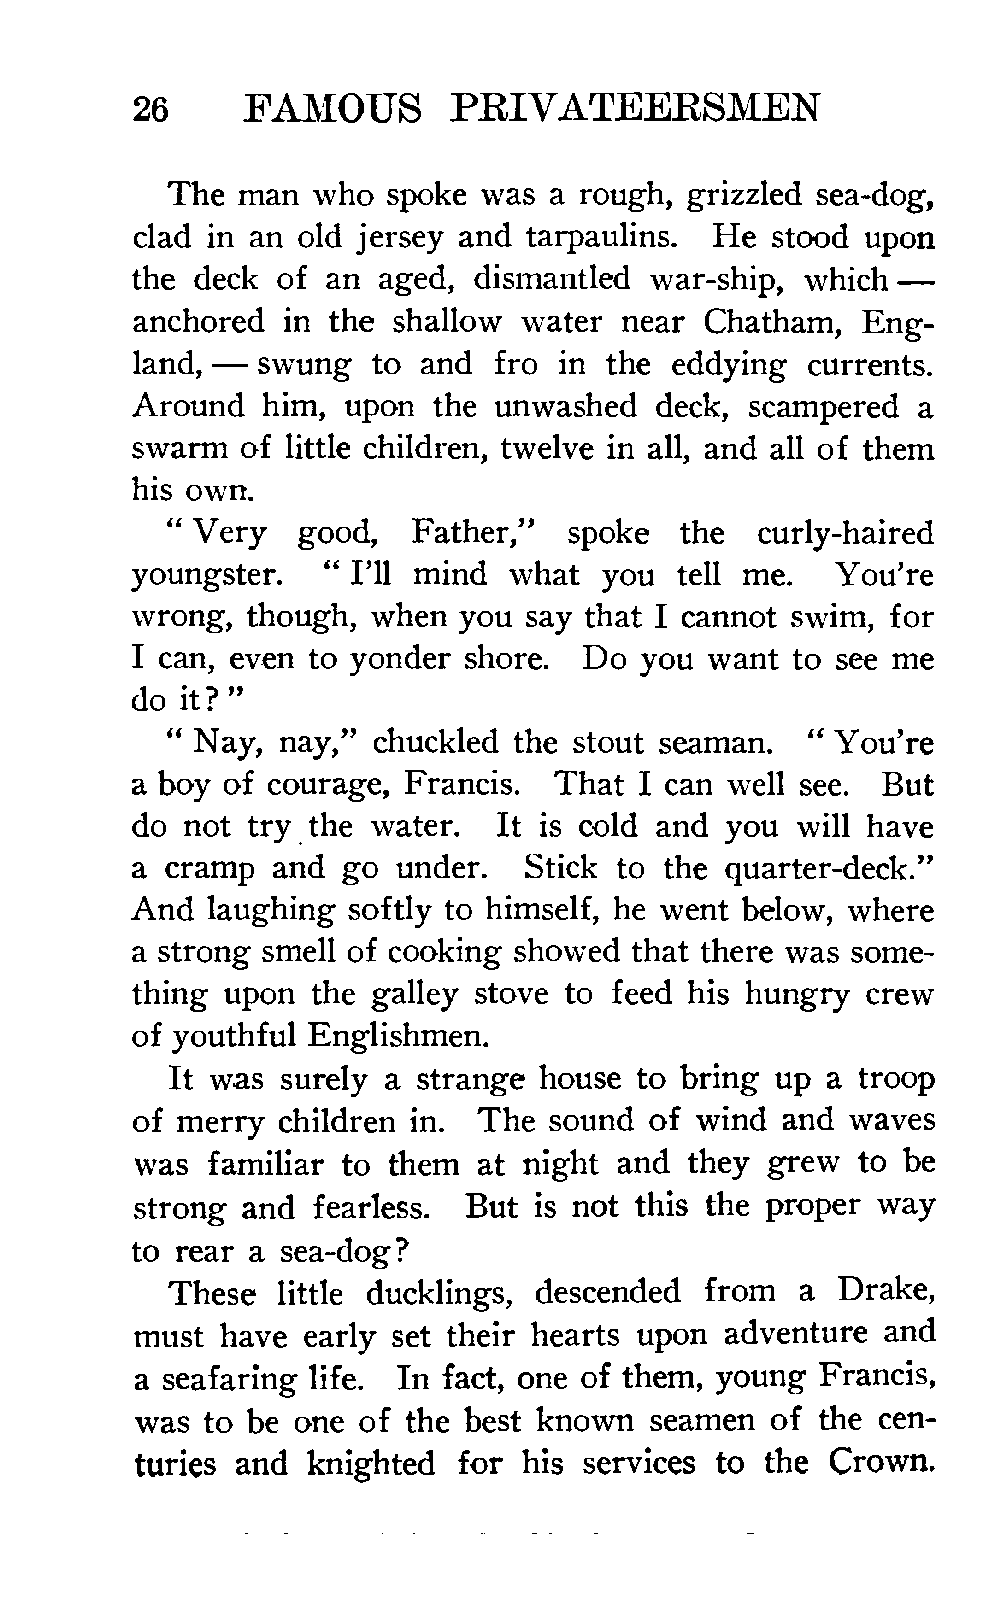 26 FAMOUS PRIVATEERSMEN
The man who spoke was a rough, grizzled sea-dog,
clad in an old jersey and tarpaulins. He stood upon
the deck of an aged, dismantled war-ship, which —
anchored in the shallow water near Chatham, Eng-
land, — swung to and fro in the eddying currents.
Around him, upon the unwashed deck, scampered a
swarm of little children, twelve in all, and all of them
his own.
“ Very good, Father,” spoke the curly-haired
youngster. “ I’ll mind what you tell me. You’re
wrong, though, when you say that I cannot swim, for
I can, even to yonder shore. Do you want to see me
do it? ”
“ Nay, nay,” chuckled the stout seaman. “ You’re
a boy of courage, Francis. That I can well see. But
do not try the water. It is cold and you will have
a cramp and go under. Stick to the quarter-deck.”
And laughing softly to himself, he went below, where
a strong smell of cooking showed that there was some-
thing upon the galley stove to feed his hungry crew
of youthful Englishmen.
It was surely a strange house to bring up a troop
of merry children in. The sound of wind and waves
was familiar to them at night and they grew to be
strong and fearless. But is not this the proper way
to rear a sea-dog?
These little ducklings, descended from a Drake,
must have early set their hearts upon adventure and
a seafaring life. In fact, one of them, young Francis,
was to be one of the best known seamen of the cen-
turies and knighted for his services to the Crown.